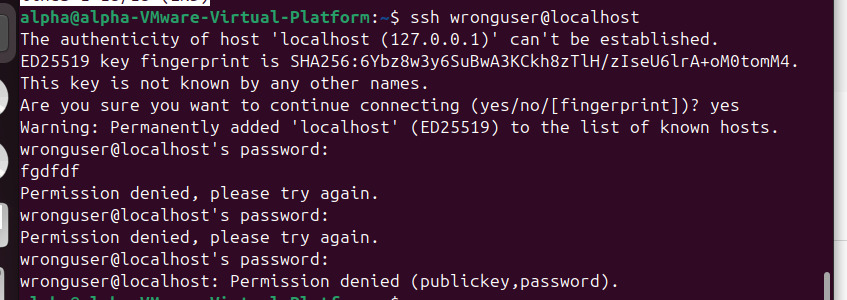 alpha@alpha-VMware-Virtual-Platform:~$ ssh wronguser@localhost
The authenticity of host 'localhost (127.0.0.1)' can't be established.
ED25519 key fingerprint is SHA256:6Ybz8w3y6SuBwA3KCkh8bzTlH/zIseU6lrA+oM0tomM4.
This key is not known by any other names.
Are you sure you want to continue connecting (yes/no/[fingerprint])? yes
Warning: Permanently added 'localhost' (ED25519) to the list of known hosts.
wronguser@localhost's password:
fgdfdf
Permission denied, please try again.
wronguser@localhost's password:
Permission denied, please try again.
wronguser@localhost's password:
wronguser@localhost: Permission denied (publickey,password).